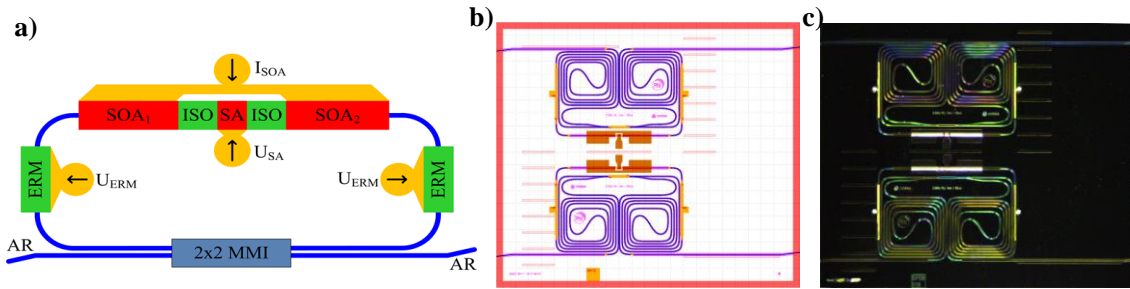 a)
I_SOA
SOA₁ ISO SA ISO SOA₂
U_SA
ERM U_ERM U_ERM ERM
AR 2x2 MMI AR
b)
c)